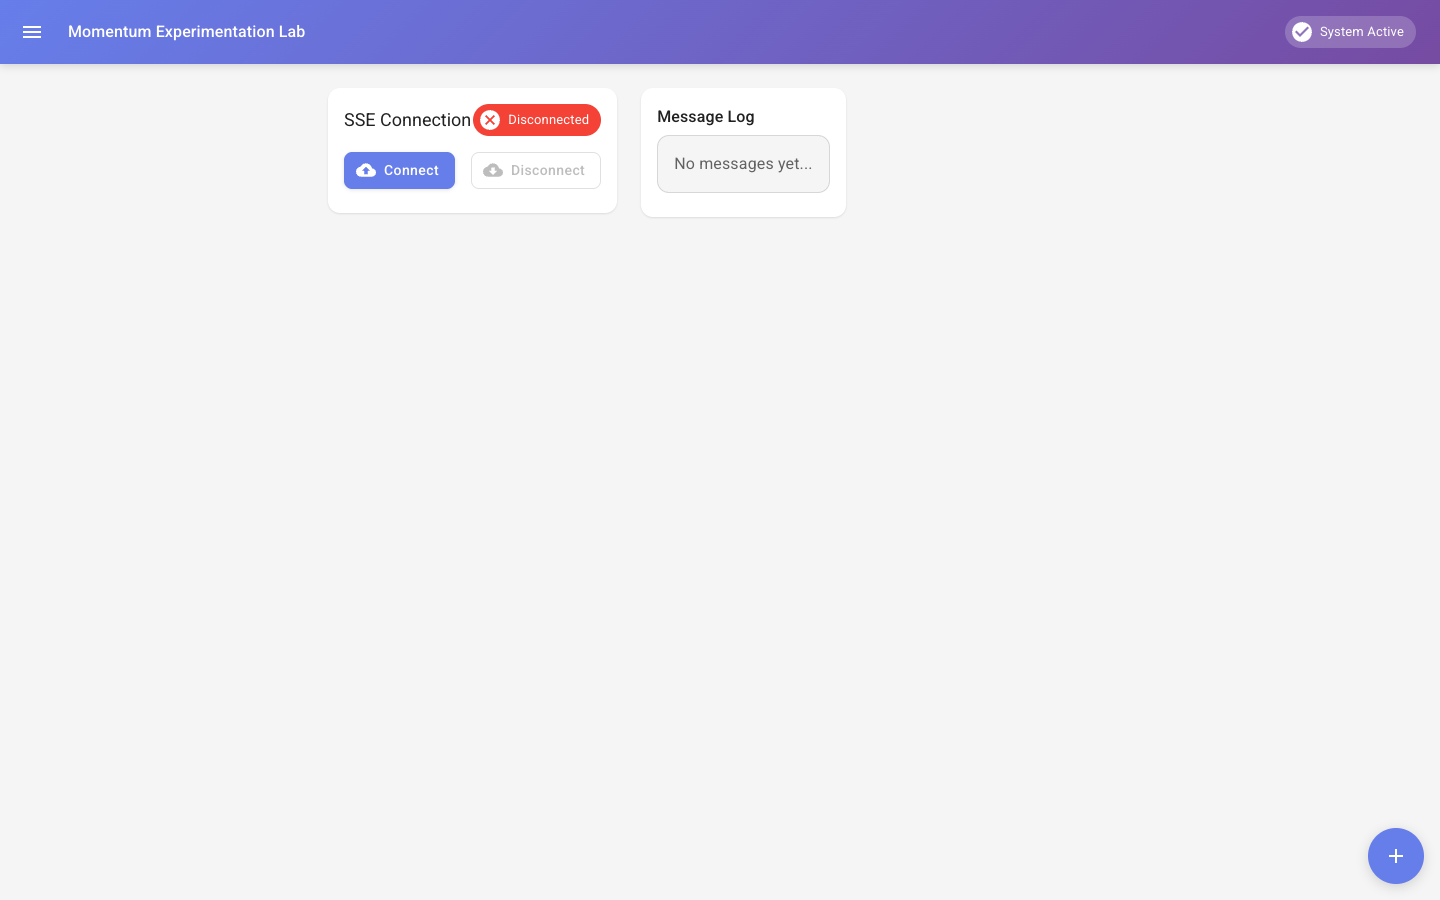 Momentum Experimentation Lab
System Active
SSE Connection
Disconnected
Connect
Disconnect
Message Log
No messages yet...